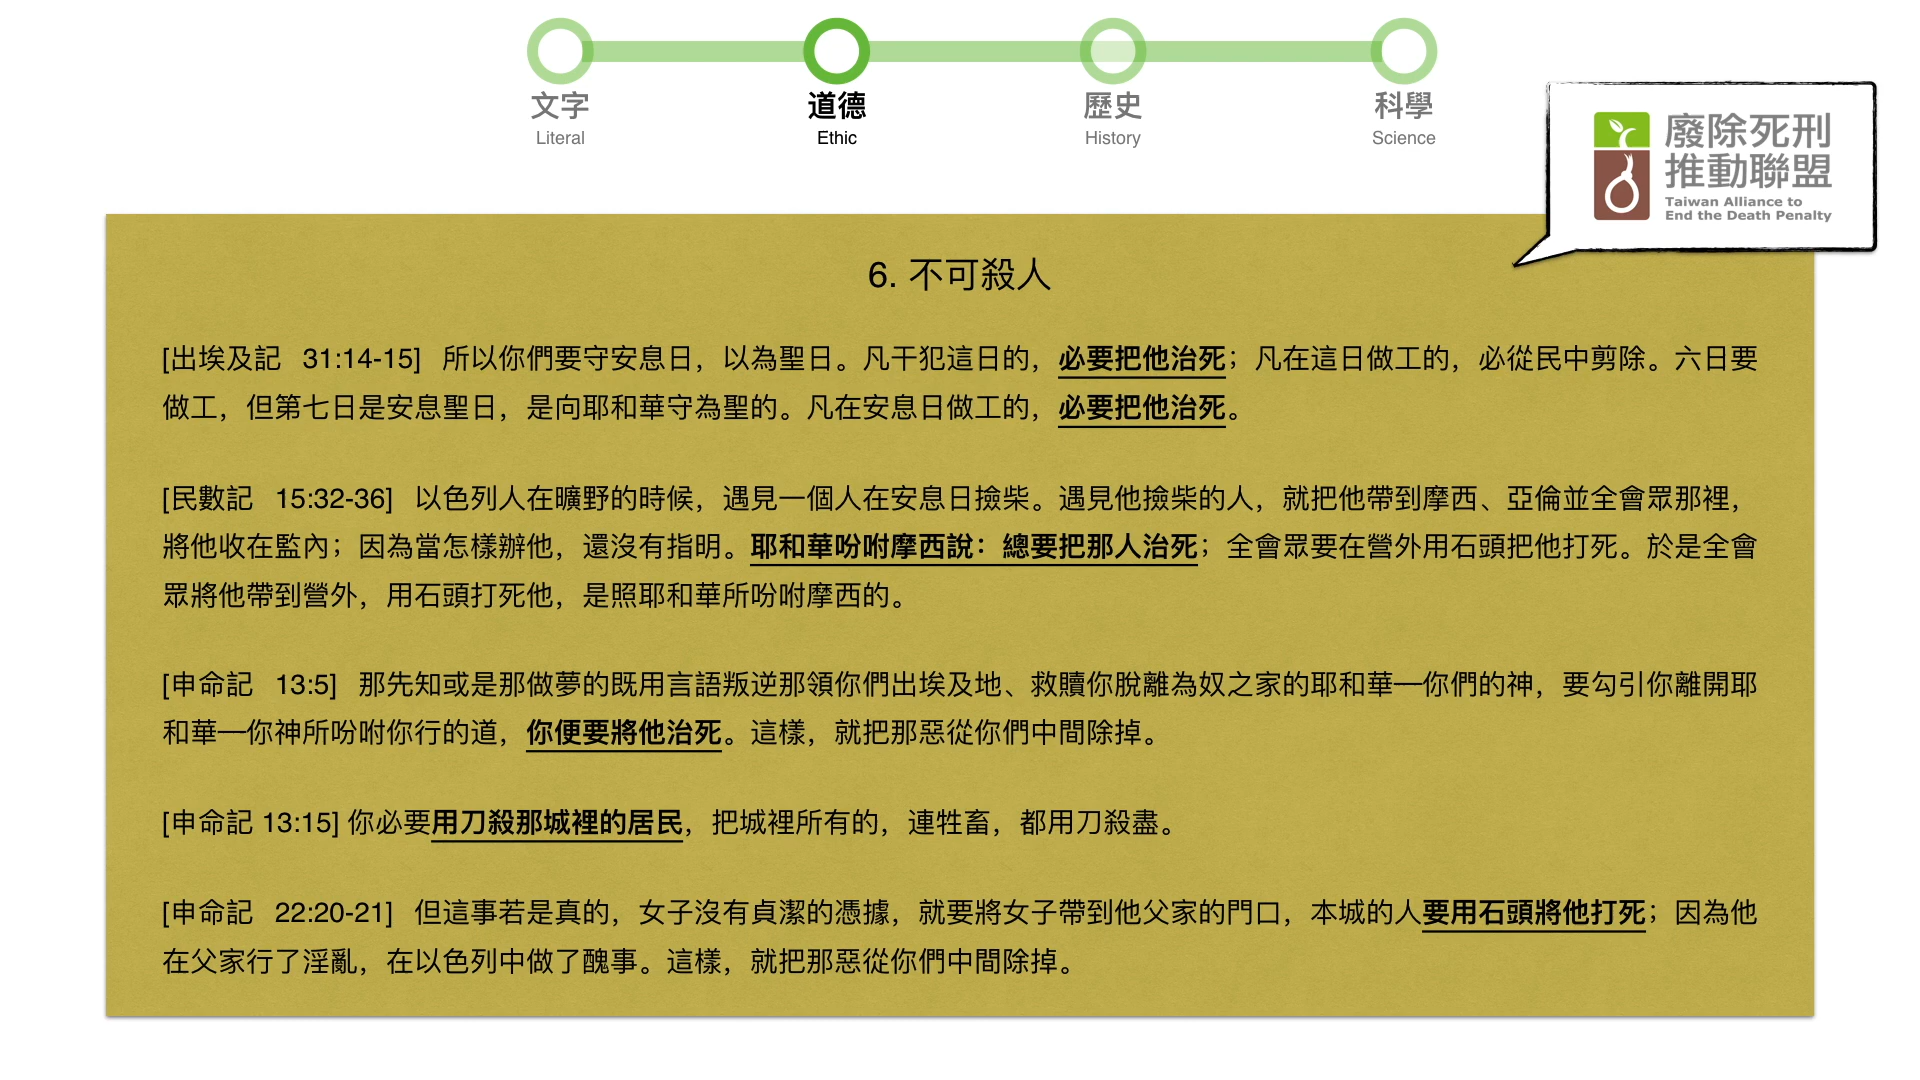 文字
Literal
道德
Ethic
歷史
History
科學
Science
廢除死刑
推動聯盟
Taiwan Alliance to
End the Death Penalty
6. 不可殺人
[出埃及記 31:14-15] 所以你們要守安息日，以為聖日。凡干犯這日的，必要把他治死；凡在這日做工的，必從民中剪除。六日要
做工，但第七日是安息聖日，是向耶和華守為聖的。凡在安息日做工的，必要把他治死。
[民數記 15:32-36] 以色列人在曠野的時候，遇見一個人在安息日撿柴。遇見他撿柴的人，就把他帶到摩西、亞倫並全會眾那裡，
將他收在監內；因為當怎樣辦他，還沒有指明。耶和華吩咐摩西說：總要把那人治死；全會眾要在營外用石頭把他打死。於是全會
眾將他帶到營外，用石頭打死他，是照耶和華所吩咐摩西的。
[申命記 13:5] 那先知或是那做夢的既用言語叛逆那領你們出埃及地、救贖你脫離為奴之家的耶和華—你們的神，要勾引你離開耶
和華—你神所吩咐你行的道，你便要將他治死。這樣，就把那惡從你們中間除掉。
[申命記 13:15] 你必要用刀殺那城裡的居民，把城裡所有的，連牲畜，都用刀殺盡。
[申命記 22:20-21] 但這事若是真的，女子沒有貞潔的憑據，就要將女子帶到他父家的門口，本城的人要用石頭將他打死；因為他
在父家行了淫亂，在以色列中做了醜事。這樣，就把那惡從你們中間除掉。